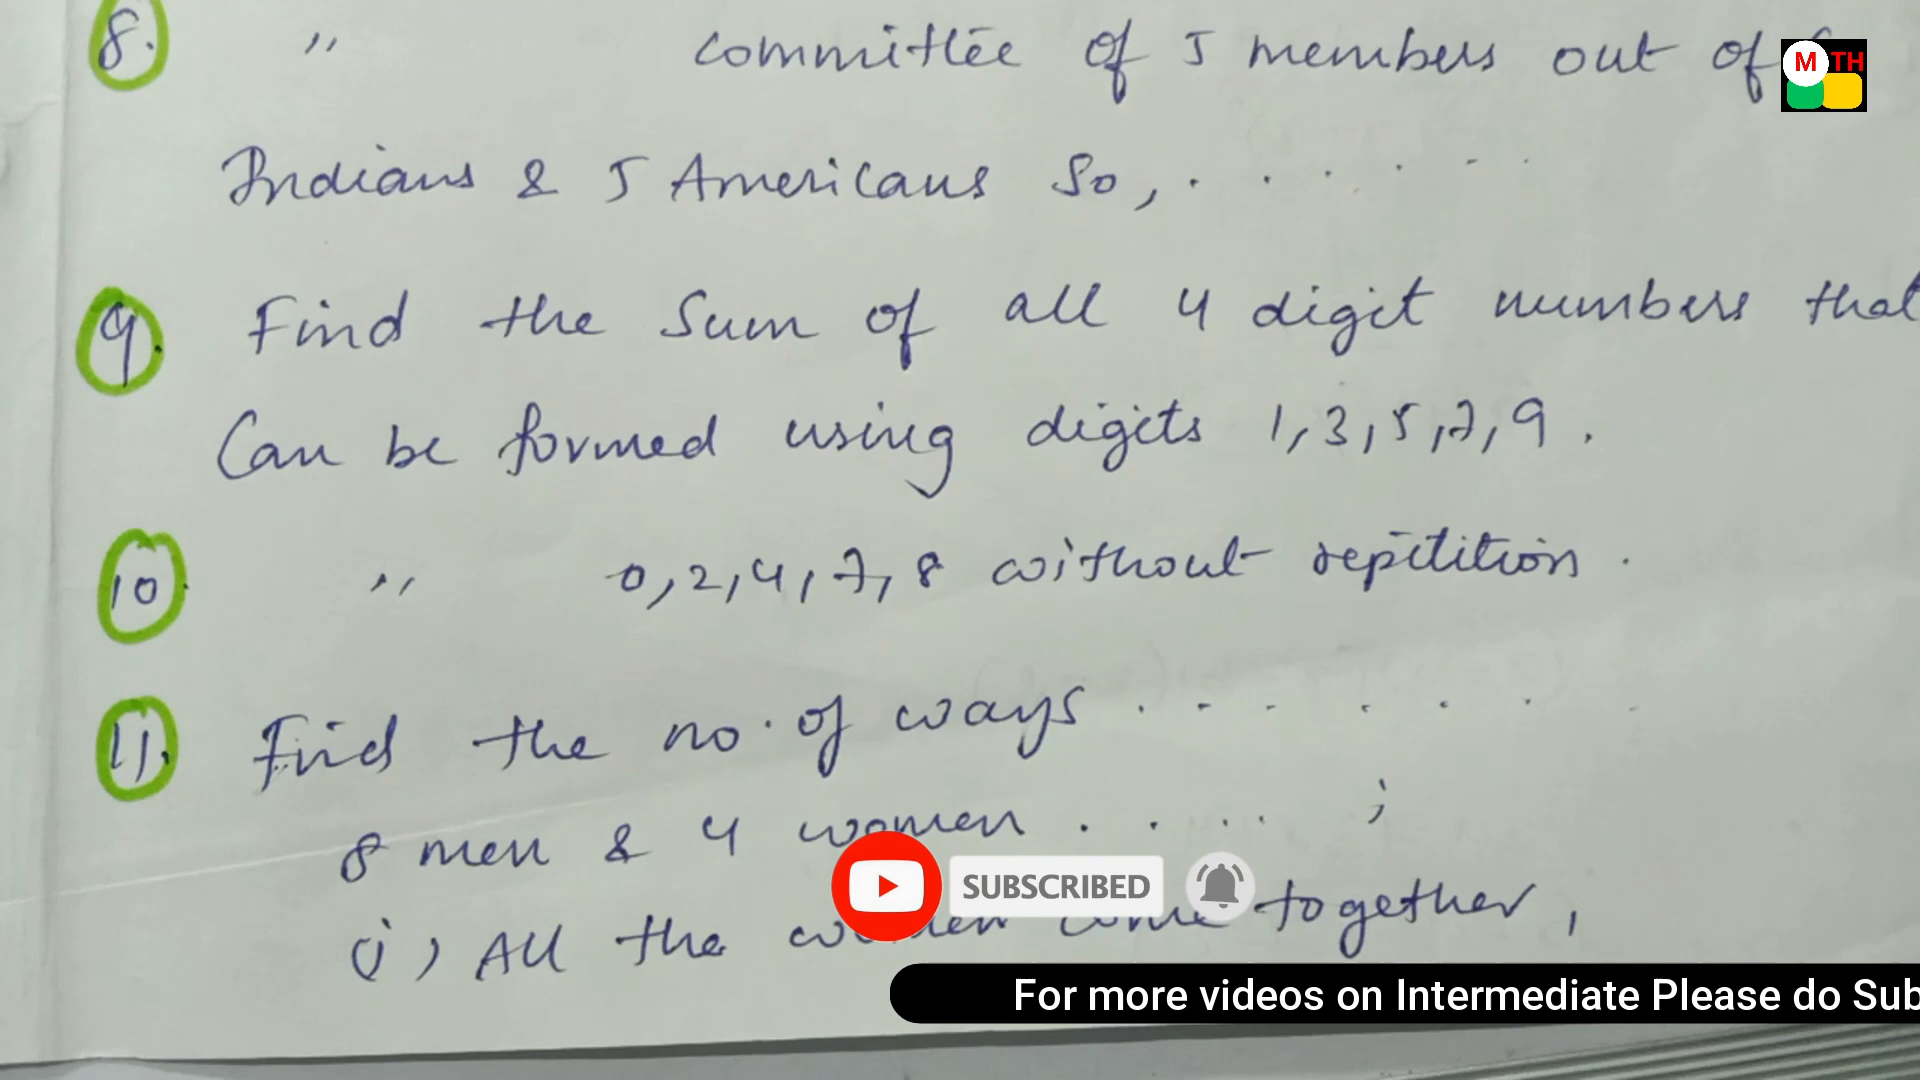 8. " committee of 5 members out of
Indians & 5 Americans so, . . . . . .
9. Find the sum of all 4 digit numbers that
can be formed using digits 1,3,5,7,9.
10. " 0,2,4,7,8 without repitition.
11. Find the no. of ways . . . . . . .
8 men & 4 women . . . . . ;
(i) All the women come together,
M TH
SUBSCRIBED
For more videos on Intermediate Please do Sub